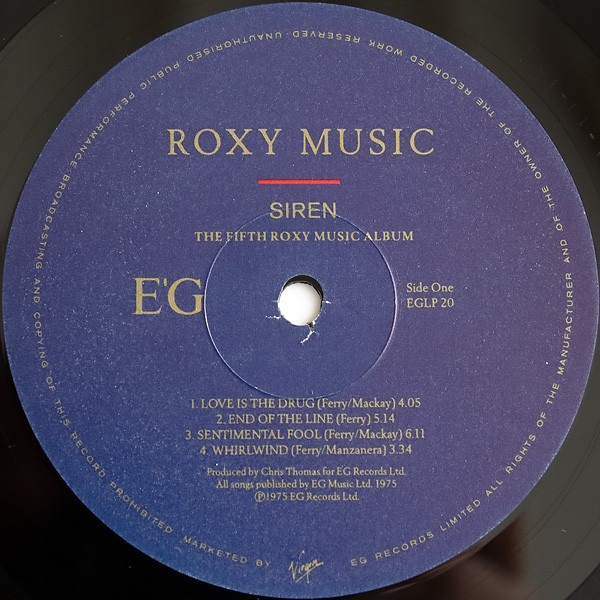 ROXY MUSIC
SIREN
THE FIFTH ROXY MUSIC ALBUM
E'G
Side One
EGLP 20
1. LOVE IS THE DRUG (Ferry/Mackay) 4.05
2. END OF THE LINE (Ferry) 5.14
3. SENTIMENTAL FOOL (Ferry/Mackay) 6.11
4. WHIRLWIND (Ferry/Manzanera) 3.34
Produced by Chris Thomas for EG Records Ltd.
All songs published by EG Music Ltd. 1975
℗1975 EG Records Ltd.
MARKETED BY Virgin EG RECORDS LIMITED ALL RIGHTS OF THE MANUFACTURER AND OF THE OWNER OF THE RECORDED WORK RESERVED · UNAUTHORISED PUBLIC PERFORMANCE BROADCASTING AND COPYING OF THIS RECORD PROHIBITED